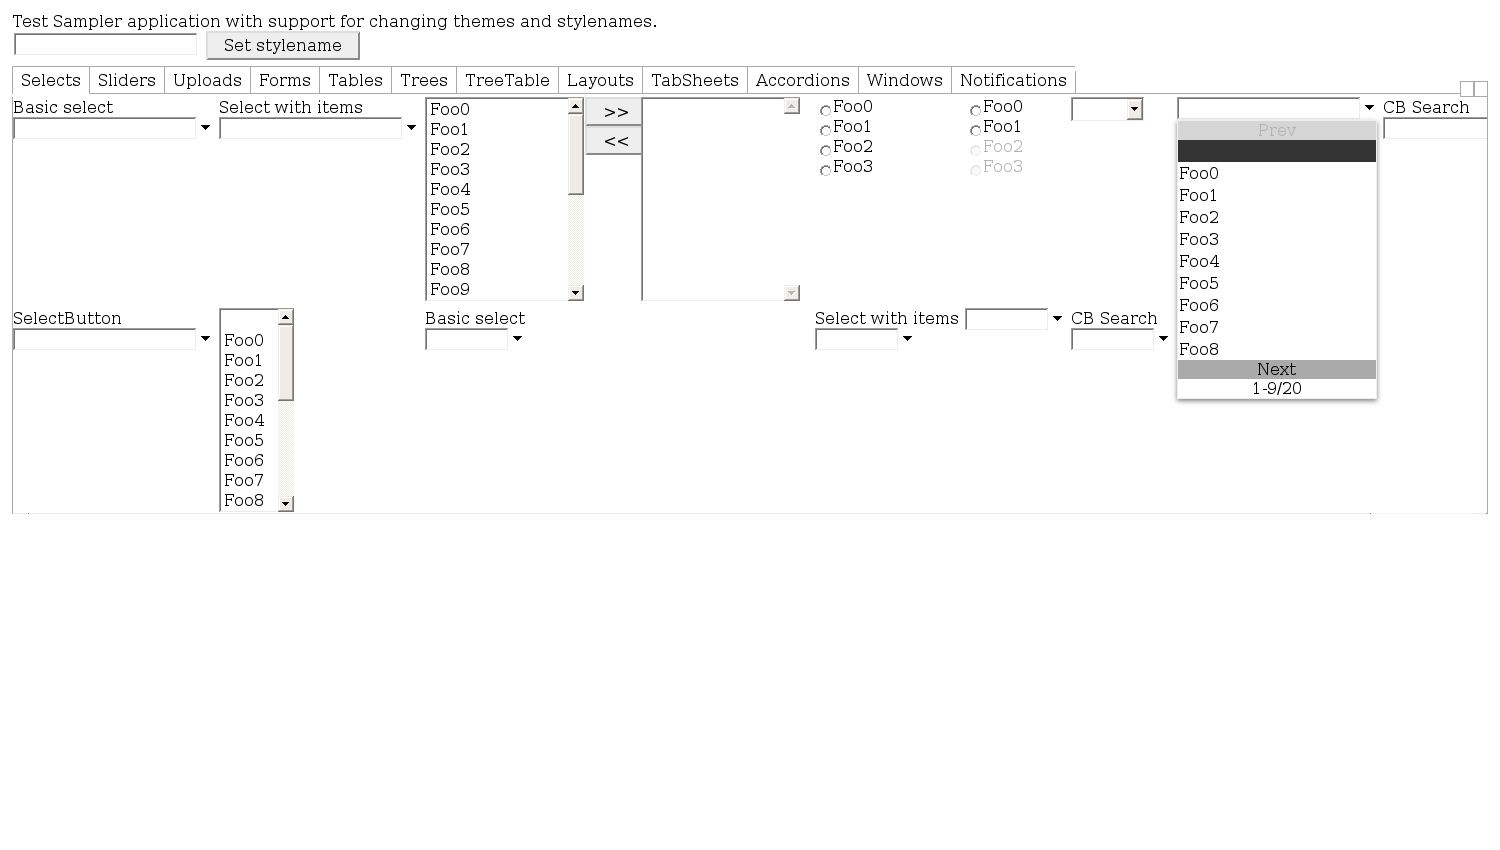 Test Sampler application with support for changing themes and stylenames.
Set stylename
Selects Sliders Uploads Forms Tables Trees TreeTable Layouts TabSheets Accordions Windows Notifications
Basic select
Select with items
Foo0
Foo1
Foo2
Foo3
Foo4
Foo5
Foo6
Foo7
Foo8
Foo9
>>
<<
Foo0
Foo1
Foo2
Foo3
Foo0
Foo1
Foo2
Foo3
Prev
Foo0
Foo1
Foo2
Foo3
Foo4
Foo5
Foo6
Foo7
Foo8
Next
1-9/20
CB Search
SelectButton
Foo0
Foo1
Foo2
Foo3
Foo4
Foo5
Foo6
Foo7
Foo8
Basic select
Select with items
CB Search